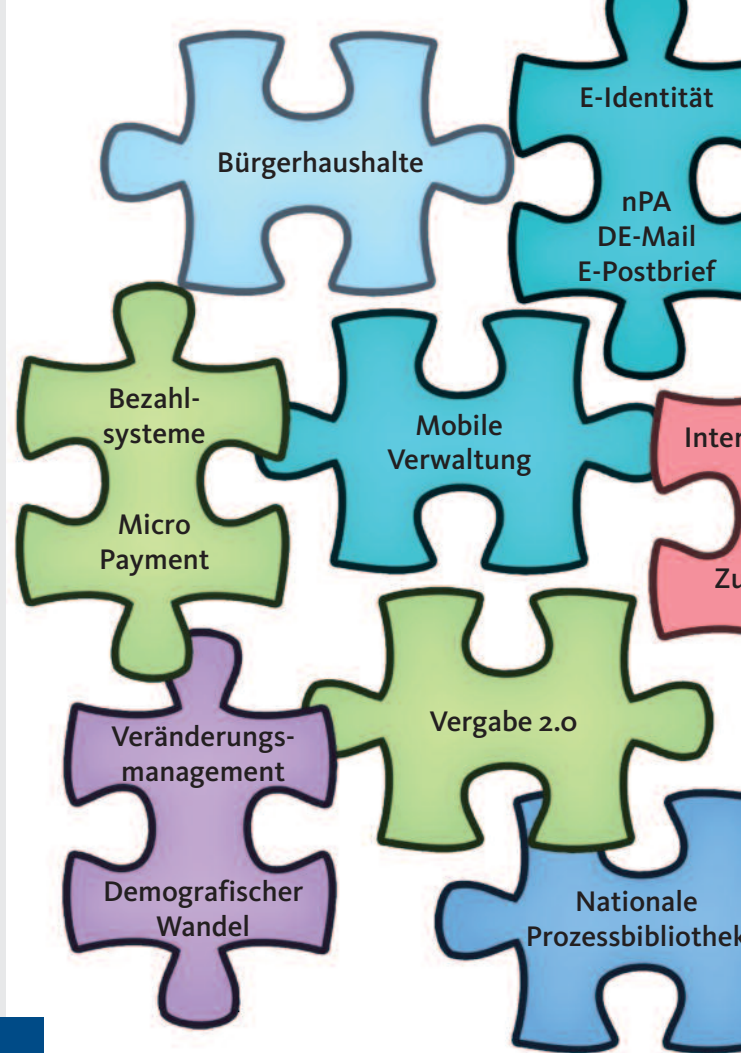 Bürgerhaushalte
E-Identität
nPA
DE-Mail
E-Postbrief
Bezahl-
systeme
Micro
Payment
Mobile
Verwaltung
Veränderungs-
management
Demografischer
Wandel
Vergabe 2.0
Nationale
Prozessbibliothek